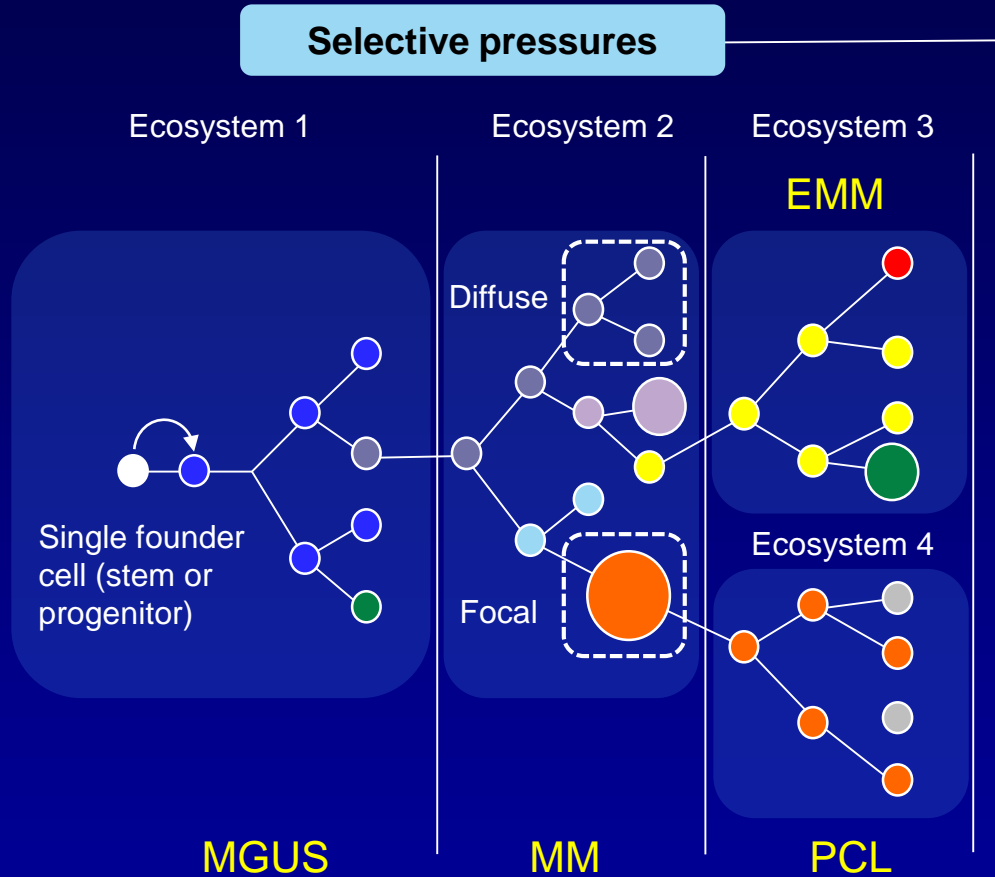 Selective pressures
Ecosystem 1
Ecosystem 2
Ecosystem 3
EMM
Diffuse
Single founder
cell (stem or
progenitor)
Focal
Ecosystem 4
MGUS
MM
PCL